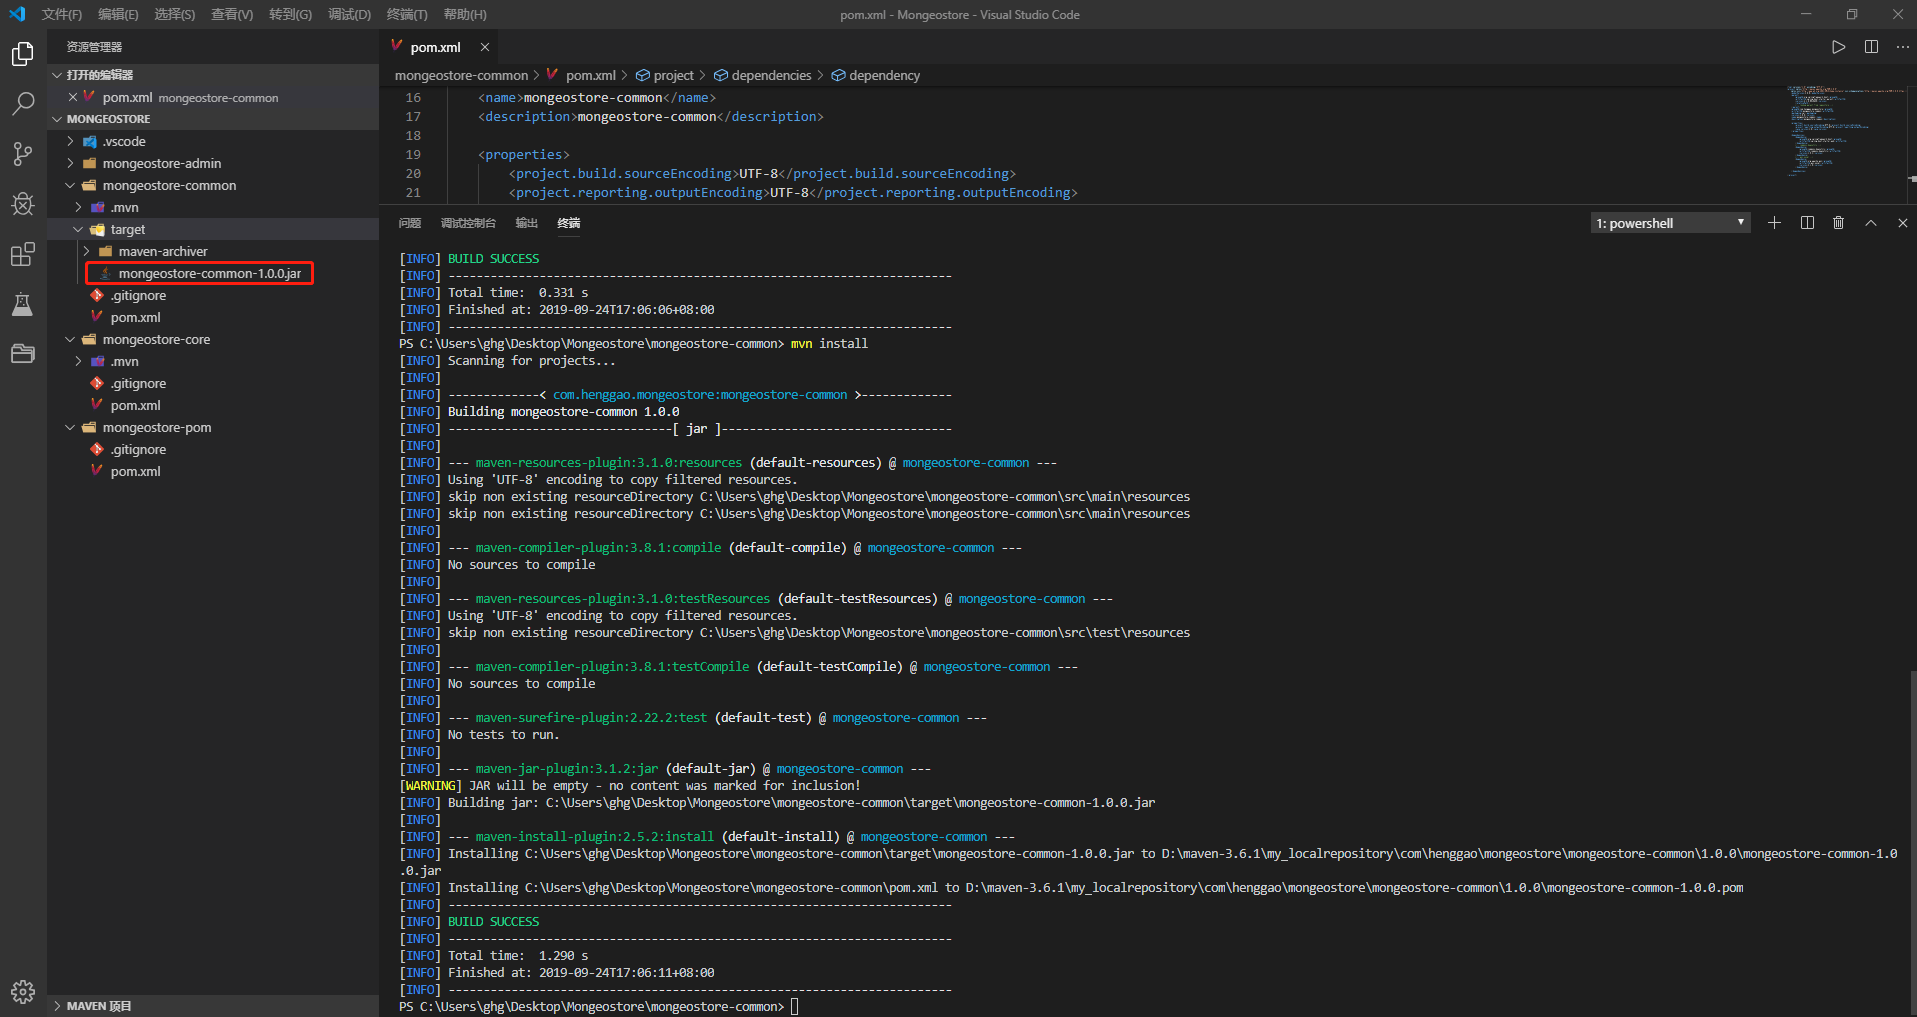 文件(F) 编辑(E) 选择(S) 查看(V) 转到(G) 调试(D) 终端(T) 帮助(H)
pom.xml - Mongeostore - Visual Studio Code
资源管理器
打开的编辑器
pom.xml mongeostore-common
MONGEOSTORE
.vscode
mongeostore-admin
mongeostore-common
.mvn
target
maven-archiver
mongeostore-common-1.0.0.jar
.gitignore
pom.xml
mongeostore-core
.mvn
.gitignore
pom.xml
mongeostore-pom
.gitignore
pom.xml
MAVEN 项目
pom.xml
mongeostore-common > pom.xml > project > dependencies > dependency
16 <name>mongeostore-common</name>
17 <description>mongeostore-common</description>
18
19 <properties>
20 <project.build.sourceEncoding>UTF-8</project.build.sourceEncoding>
21 <project.reporting.outputEncoding>UTF-8</project.reporting.outputEncoding>
问题 调试控制台 输出 终端
1: powershell
[INFO] BUILD SUCCESS
[INFO] ------------------------------------------------------------------------
[INFO] Total time:  0.331 s
[INFO] Finished at: 2019-09-24T17:06:06+08:00
[INFO] ------------------------------------------------------------------------
PS C:\Users\ghg\Desktop\Mongeostore\mongeostore-common> mvn install
[INFO] Scanning for projects...
[INFO]
[INFO] -------------< com.henggao.mongeostore:mongeostore-common >-------------
[INFO] Building mongeostore-common 1.0.0
[INFO] --------------------------------[ jar ]---------------------------------
[INFO]
[INFO] --- maven-resources-plugin:3.1.0:resources (default-resources) @ mongeostore-common ---
[INFO] Using 'UTF-8' encoding to copy filtered resources.
[INFO] skip non existing resourceDirectory C:\Users\ghg\Desktop\Mongeostore\mongeostore-common\src\main\resources
[INFO] skip non existing resourceDirectory C:\Users\ghg\Desktop\Mongeostore\mongeostore-common\src\main\resources
[INFO]
[INFO] --- maven-compiler-plugin:3.8.1:compile (default-compile) @ mongeostore-common ---
[INFO] No sources to compile
[INFO]
[INFO] --- maven-resources-plugin:3.1.0:testResources (default-testResources) @ mongeostore-common ---
[INFO] Using 'UTF-8' encoding to copy filtered resources.
[INFO] skip non existing resourceDirectory C:\Users\ghg\Desktop\Mongeostore\mongeostore-common\src\test\resources
[INFO]
[INFO] --- maven-compiler-plugin:3.8.1:testCompile (default-testCompile) @ mongeostore-common ---
[INFO] No sources to compile
[INFO]
[INFO] --- maven-surefire-plugin:2.22.2:test (default-test) @ mongeostore-common ---
[INFO] No tests to run.
[INFO]
[INFO] --- maven-jar-plugin:3.1.2:jar (default-jar) @ mongeostore-common ---
[WARNING] JAR will be empty - no content was marked for inclusion!
[INFO] Building jar: C:\Users\ghg\Desktop\Mongeostore\mongeostore-common\target\mongeostore-common-1.0.0.jar
[INFO]
[INFO] --- maven-install-plugin:2.5.2:install (default-install) @ mongeostore-common ---
[INFO] Installing C:\Users\ghg\Desktop\Mongeostore\mongeostore-common\target\mongeostore-common-1.0.0.jar to D:\maven-3.6.1\my_localrepository\com\henggao\mongeostore\mongeostore-common\1.0.0\mongeostore-common-1.0
.0.jar
[INFO] Installing C:\Users\ghg\Desktop\Mongeostore\mongeostore-common\pom.xml to D:\maven-3.6.1\my_localrepository\com\henggao\mongeostore\mongeostore-common\1.0.0\mongeostore-common-1.0.0.pom
[INFO] ------------------------------------------------------------------------
[INFO] BUILD SUCCESS
[INFO] ------------------------------------------------------------------------
[INFO] Total time:  1.290 s
[INFO] Finished at: 2019-09-24T17:06:11+08:00
[INFO] ------------------------------------------------------------------------
PS C:\Users\ghg\Desktop\Mongeostore\mongeostore-common>